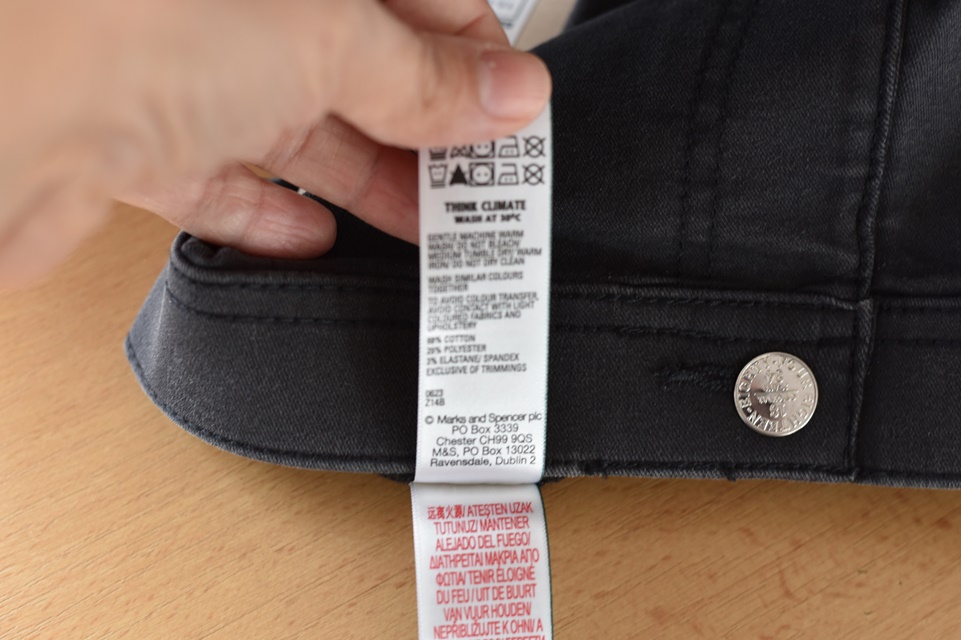 THINK CLIMATE
WASH AT 30°C
GENTLE MACHINE WARM
WASH/ DO NOT BLEACH/
MEDIUM TUMBLE DRY/ WARM
IRON/ DO NOT DRY CLEAN
WASH SIMILAR COLOURS
TOGETHER
TO AVOID COLOUR TRANSFER,
AVOID CONTACT WITH LIGHT
COLOURED FABRICS AND
UPHOLSTERY
COTTON
POLYESTER
ELASTANE/ SPANDEX
EXCLUSIVE OF TRIMMINGS
0623
Z14B
© Marks and Spencer plc
PO Box 3339
Chester CH99 9QS
M&S, PO Box 13022
Ravensdale, Dublin 2
远离火源/ ATEŞTEN UZAK
TUTUNUZ/ MANTENER
ALEJADO DEL FUEGO/
ΔΙΑΤΗΡΕΙΤΑΙ ΜΑΚΡΙΑ ΑΠΟ
ΦΩΤΙΑ/ TENIR ÉLOIGNÉ
DU FEU / UIT DE BUURT
VAN VUUR HOUDEN/
NEPRIBLIŽUJTE K OHNI/ A